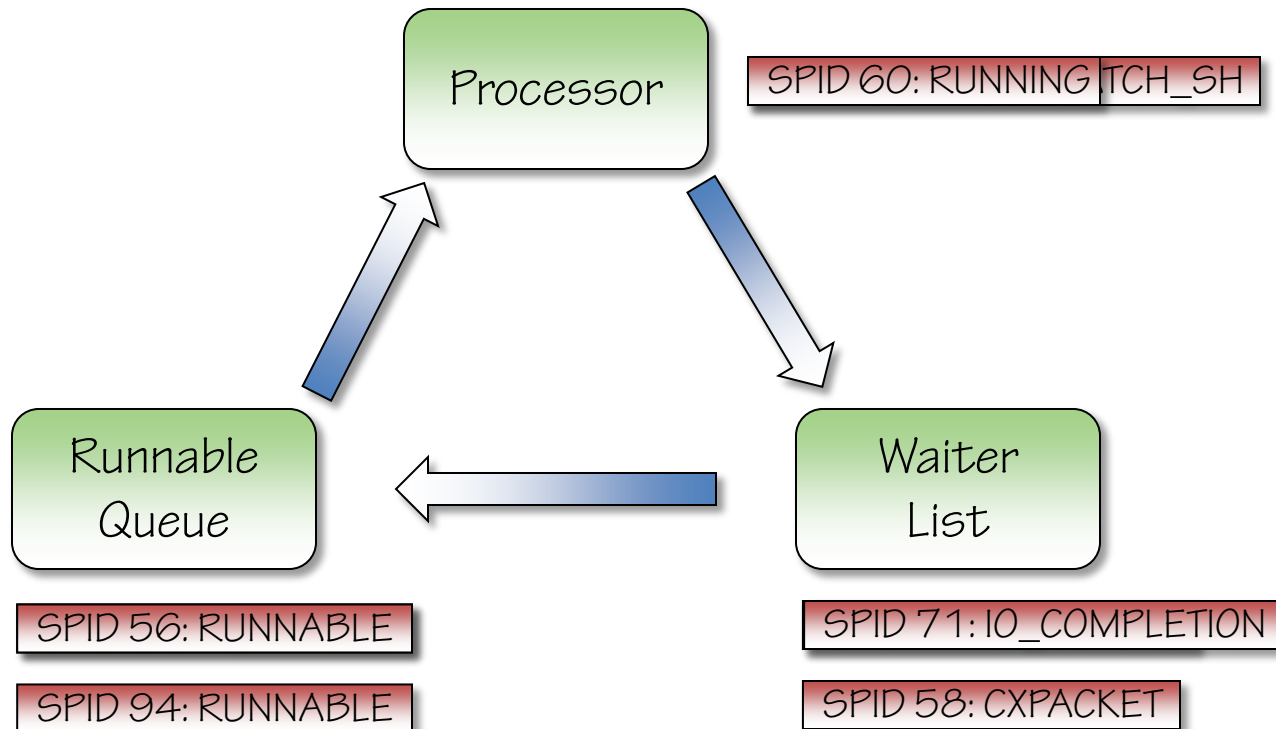 Processor
SPID 60: RUNNING
TCH_SH
Runnable
Queue
Waiter
List
SPID 56: RUNNABLE
SPID 71: IO_COMPLETION
SPID 94: RUNNABLE
SPID 58: CXPACKET